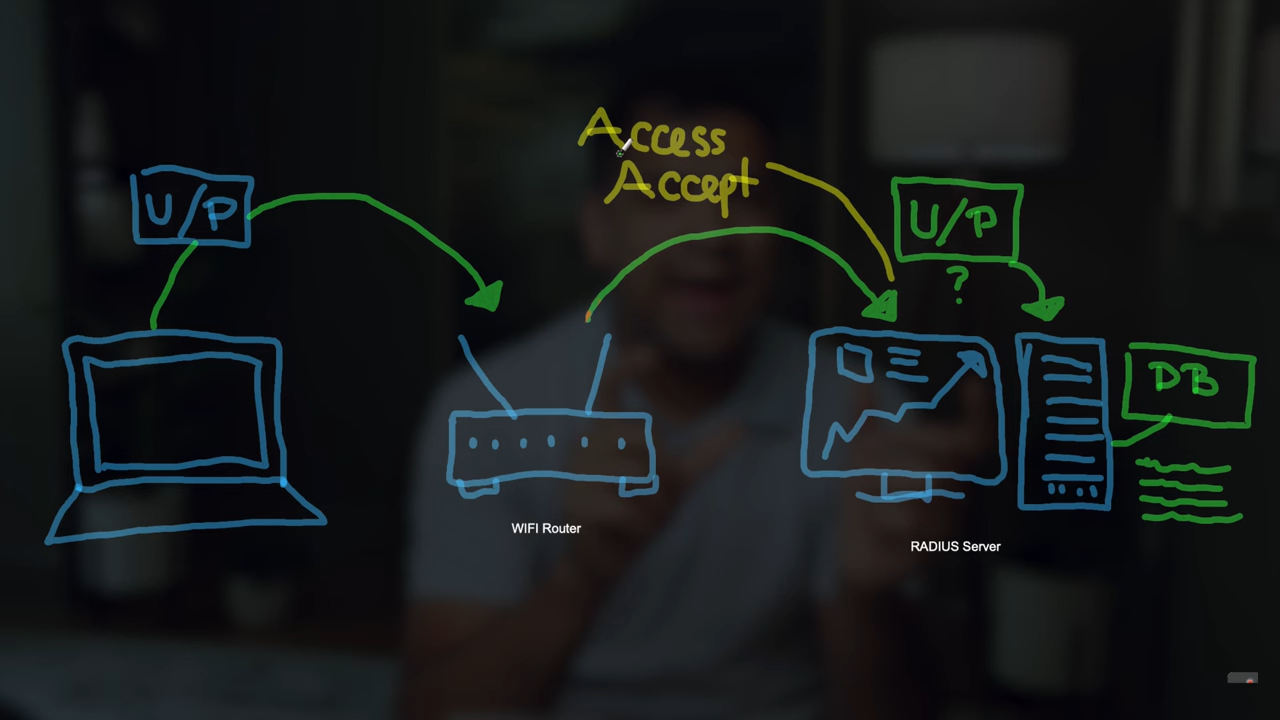 Access
Accept
U/P
U/P
?
DB
WIFI Router
RADIUS Server